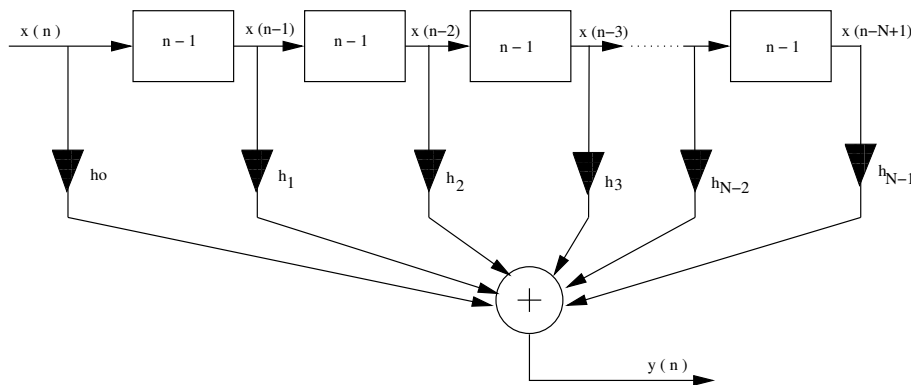 x ( n )
n − 1
x (n−1)
n − 1
x (n−2)
n − 1
x (n−3)
n − 1
x (n−N+1)
ho
h1
h2
h3
hN−2
hN−1
y ( n )